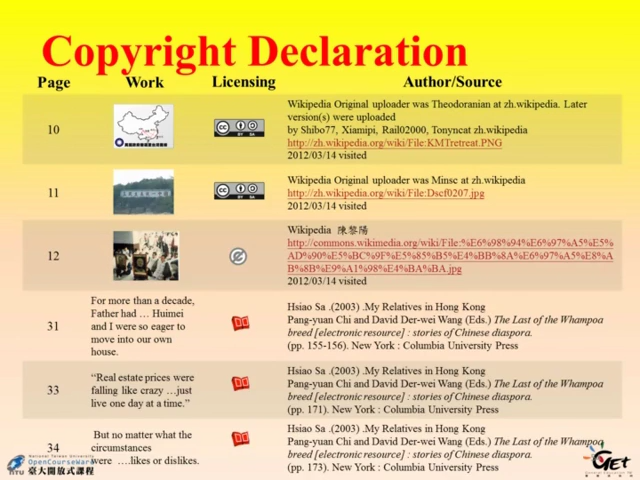 Copyright Declaration
Page Work Licensing Author/Source
10
Wikipedia Original uploader was Theodoranian at zh.wikipedia. Later
version(s) were uploaded
by Shibo77, Xiamipi, Rail02000, Tonyncat zh.wikipedia
http://zh.wikipedia.org/wiki/File:KMTretreat.PNG
2012/03/14 visited
cc BY SA
11
Wikipedia Original uploader was Minsc at zh.wikipedia
http://zh.wikipedia.org/wiki/File:Dscf0207.jpg
2012/03/14 visited
cc BY SA
12
Wikipedia 陳黎陽
http://commons.wikimedia.org/wiki/File:%E6%98%94%E6%97%A5%E5%
AD%90%E5%BC%9F%E5%85%B5%E4%BB%8A%E6%97%A5%E8%A
B%8B%E9%A1%98%E4%BA%BA.jpg
2012/03/14 visited
31
For more than a decade,
Father had … Huimei
and I were so eager to
move into our own
house.
Hsiao Sa .(2003) .My Relatives in Hong Kong
Pang-yuan Chi and David Der-wei Wang (Eds.) The Last of the Whampoa
breed [electronic resource] : stories of Chinese diaspora.
(pp. 155-156). New York : Columbia University Press
33
“Real estate prices were
falling like crazy …just
live one day at a time.”
Hsiao Sa .(2003) .My Relatives in Hong Kong
Pang-yuan Chi and David Der-wei Wang (Eds.) The Last of the Whampoa
breed [electronic resource] : stories of Chinese diaspora.
(pp. 171). New York : Columbia University Press
34
But no matter what the
circumstances
were ….likes or dislikes.
Hsiao Sa .(2003) .My Relatives in Hong Kong
Pang-yuan Chi and David Der-wei Wang (Eds.) The Last of the Whampoa
breed [electronic resource] : stories of Chinese diaspora.
(pp. 173). New York : Columbia University Press
National Taiwan University
OpenCourseWare
NTU 臺大開放式課程
GET